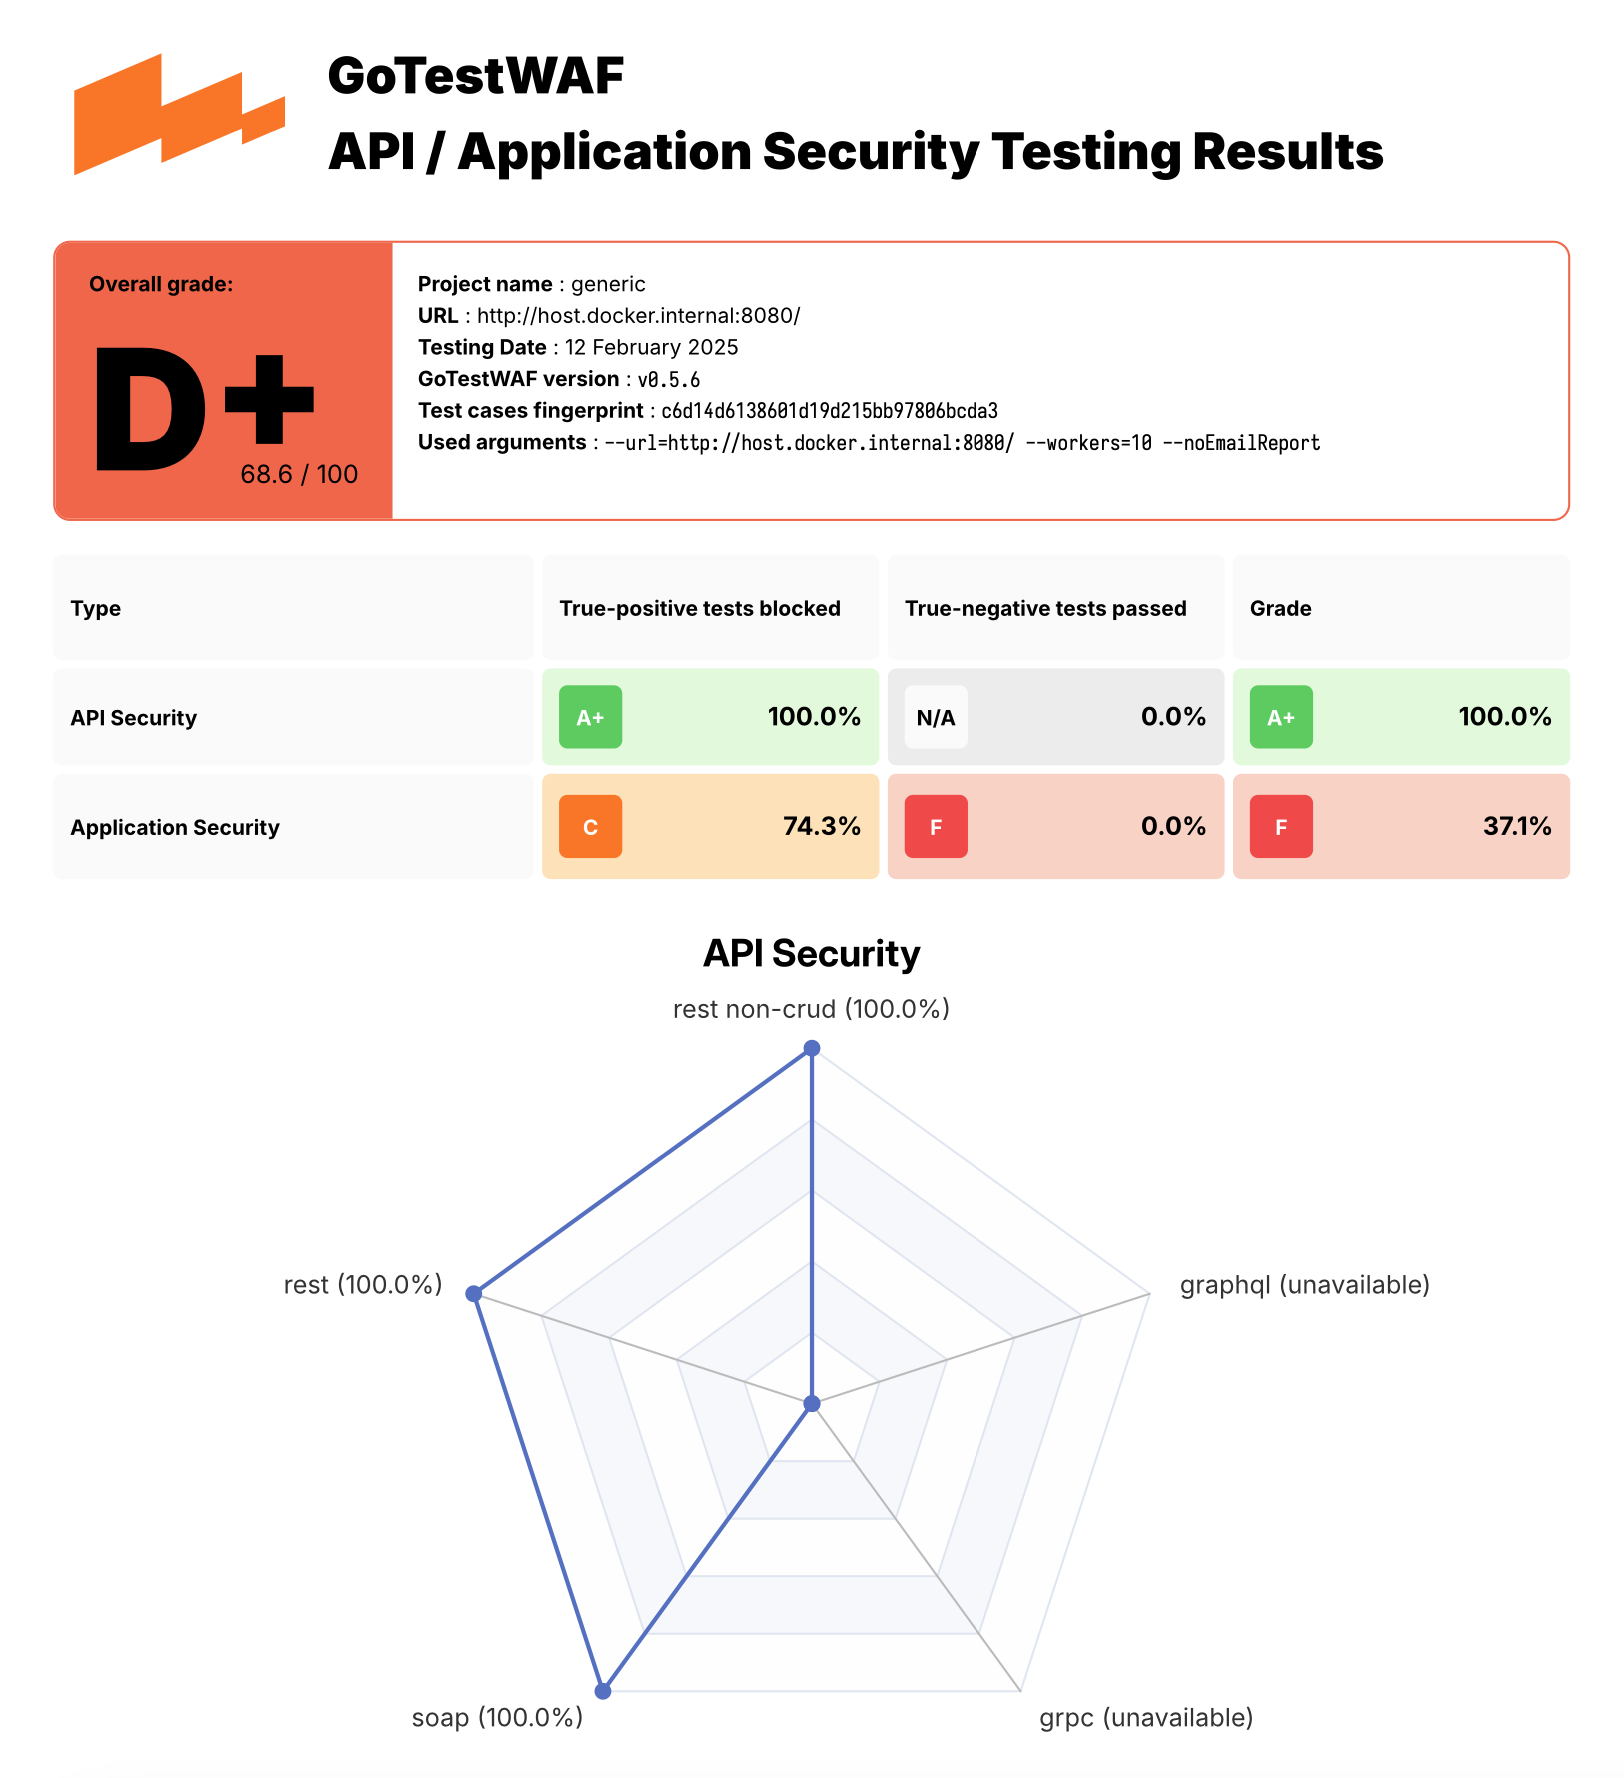 GoTestWAF
API / Application Security Testing Results
Overall grade:
D+
68.6 / 100
Project name : generic
URL : http://host.docker.internal:8080/
Testing Date : 12 February 2025
GoTestWAF version : v0.5.6
Test cases fingerprint : c6d14d6138601d19d215bb97806bcda3
Used arguments : --url=http://host.docker.internal:8080/ --workers=10 --noEmailReport
Type True-positive tests blocked True-negative tests passed Grade
API Security A+ 100.0% N/A 0.0% A+ 100.0%
Application Security C 74.3% F 0.0% F 37.1%
API Security
rest non-crud (100.0%)
rest (100.0%) graphql (unavailable)
soap (100.0%) grpc (unavailable)